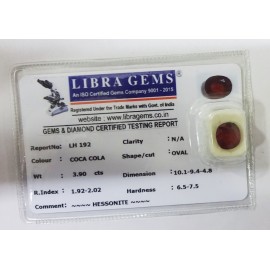 LIBRA GEMS
An ISO Certified Gems Company 9001 - 2015
Registered Under the Trade Marks with Govt. of India
website : www.libragems.co.in
GEMS & DIAMOND CERTIFIED TESTING REPORT
ReportNo: LH 192 Clarity: N/A
Colour COCA COLA Shape/cut: OVAL
Wt 3.90 cts Dimension 10.1-9.4-4.8
R.Index 1.92-2.02 Hardness 6.5-7.5
Comment: ~~~~ HESSONITE ~~~~